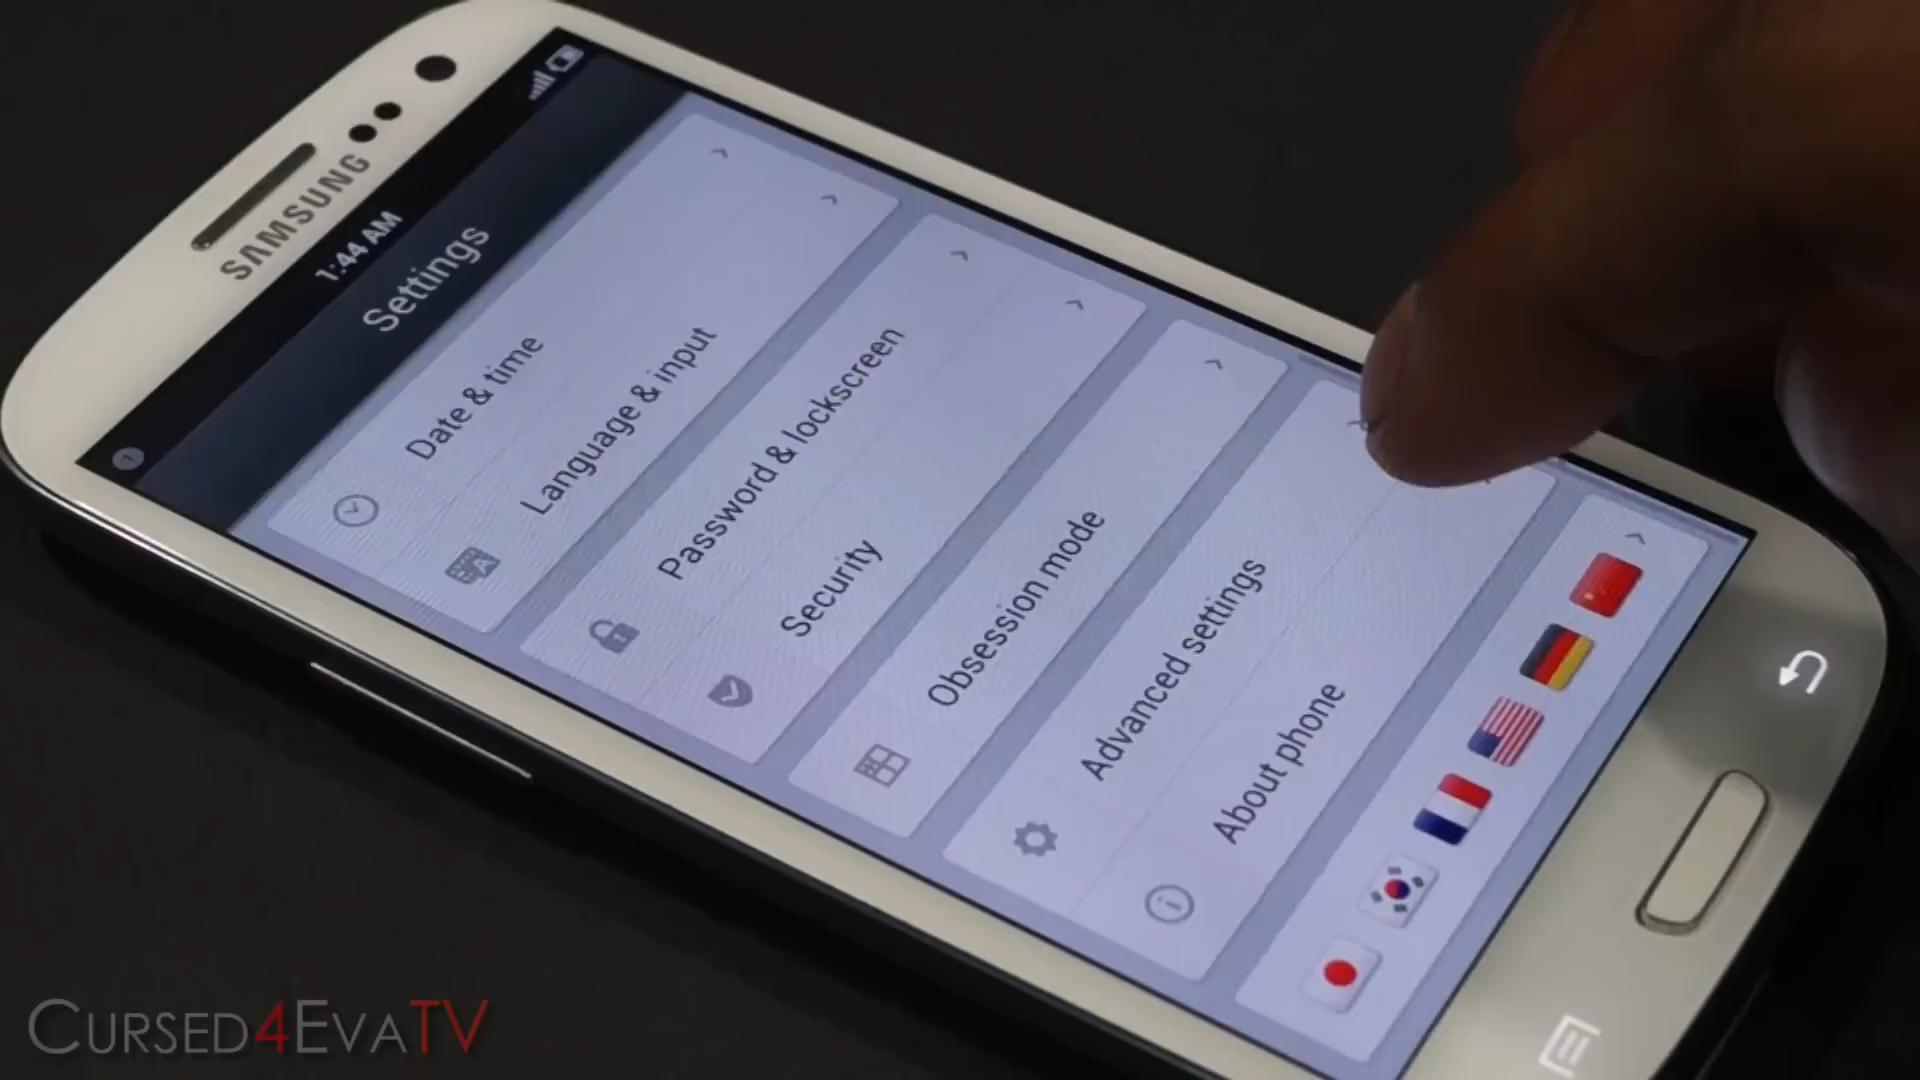 SAMSUNG
1:44 AM
Settings
Date & time
Language & input
Password & lockscreen
Security
Obsession mode
Advanced settings
About phone
CURSED4EVATV